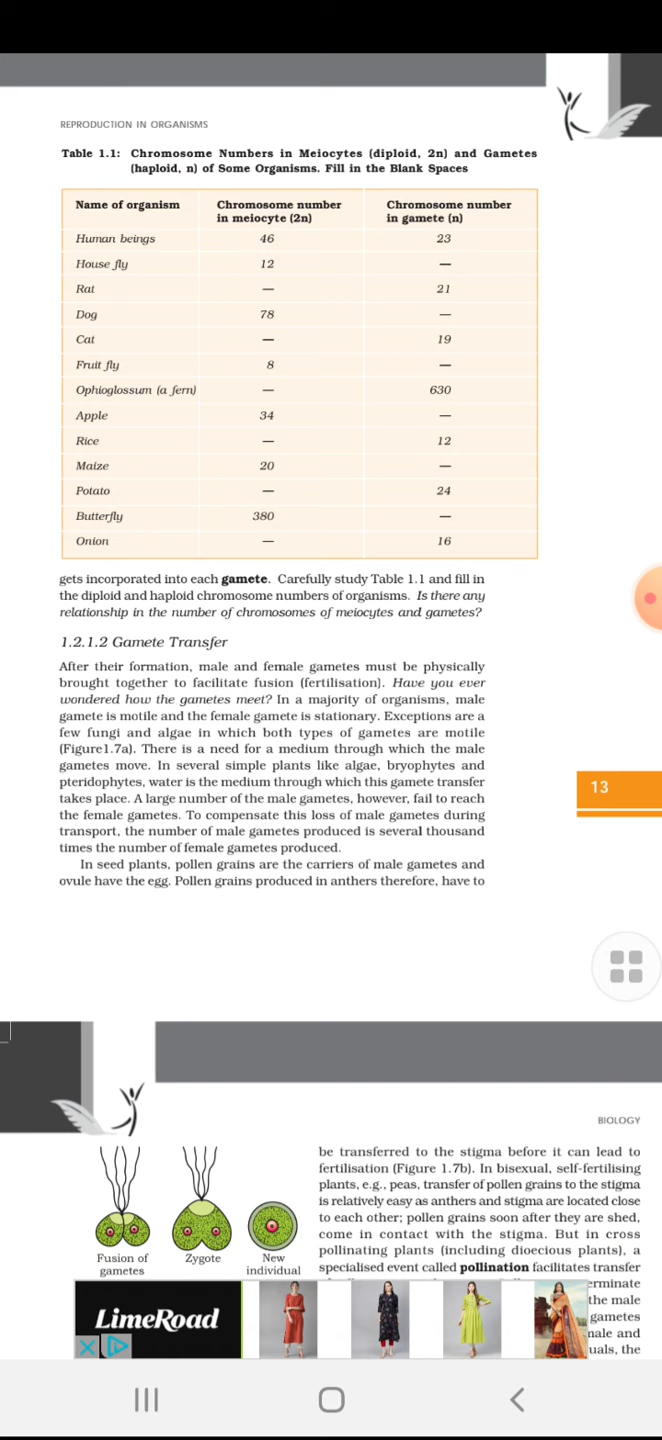 REPRODUCTION IN ORGANISMS
Table 1.1: Chromosome Numbers in Meiocytes (diploid, 2n) and Gametes
(haploid, n) of Some Organisms. Fill in the Blank Spaces
Name of organism Chromosome number in meiocyte (2n) Chromosome number in gamete (n)
Human beings 46 23
House fly 12 —
Rat — 21
Dog 78 —
Cat — 19
Fruit fly 8 —
Ophioglossum (a fern) — 630
Apple 34 —
Rice — 12
Maize 20 —
Potato — 24
Butterfly 380 —
Onion — 16
gets incorporated into each gamete. Carefully study Table 1.1 and fill in
the diploid and haploid chromosome numbers of organisms. Is there any
relationship in the number of chromosomes of meiocytes and gametes?
1.2.1.2 Gamete Transfer
After their formation, male and female gametes must be physically
brought together to facilitate fusion (fertilisation). Have you ever
wondered how the gametes meet? In a majority of organisms, male
gamete is motile and the female gamete is stationary. Exceptions are a
few fungi and algae in which both types of gametes are motile
(Figure1.7a). There is a need for a medium through which the male
gametes move. In several simple plants like algae, bryophytes and
pteridophytes, water is the medium through which this gamete transfer
takes place. A large number of the male gametes, however, fail to reach
the female gametes. To compensate this loss of male gametes during
transport, the number of male gametes produced is several thousand
times the number of female gametes produced.
In seed plants, pollen grains are the carriers of male gametes and
ovule have the egg. Pollen grains produced in anthers therefore, have to
13
BIOLOGY
Fusion of gametes
Zygote
New individual
be transferred to the stigma before it can lead to
fertilisation (Figure 1.7b). In bisexual, self-fertilising
plants, e.g., peas, transfer of pollen grains to the stigma
is relatively easy as anthers and stigma are located close
to each other; pollen grains soon after they are shed,
come in contact with the stigma. But in cross
pollinating plants (including dioecious plants), a
specialised event called pollination facilitates transfer
erminate
the male
gametes
nale and
uals, the
LimeRoad